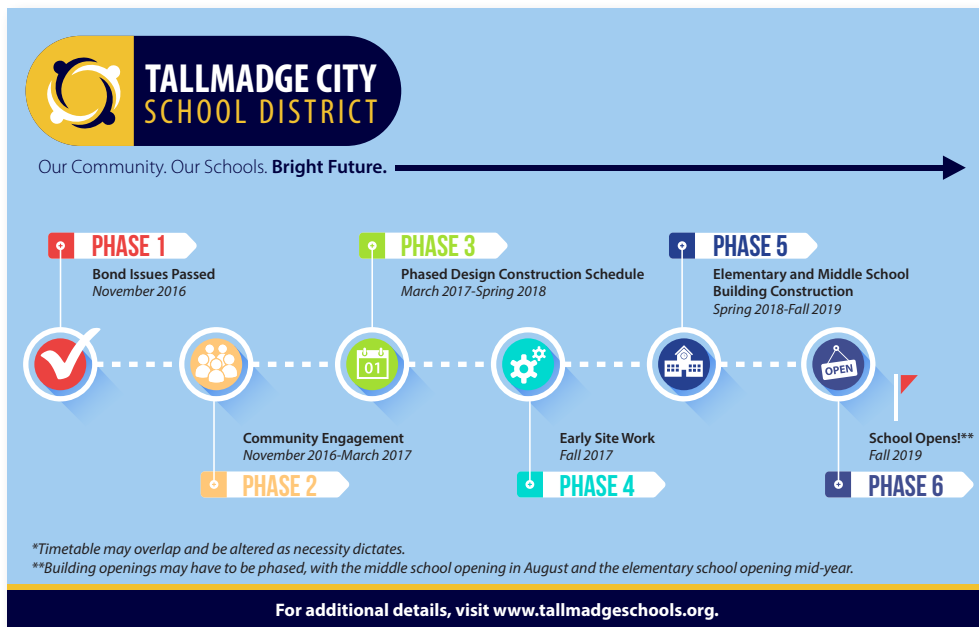 TALLMADGE CITY
SCHOOL DISTRICT
Our Community. Our Schools. Bright Future.
PHASE 1
Bond Issues Passed
November 2016
PHASE 3
Phased Design Construction Schedule
March 2017-Spring 2018
PHASE 5
Elementary and Middle School
Building Construction
Spring 2018-Fall 2019
01
OPEN
Community Engagement
November 2016-March 2017
PHASE 2
Early Site Work
Fall 2017
PHASE 4
School Opens!**
Fall 2019
PHASE 6
*Timetable may overlap and be altered as necessity dictates.
**Building openings may have to be phased, with the middle school opening in August and the elementary school opening mid-year.
For additional details, visit www.tallmadgeschools.org.